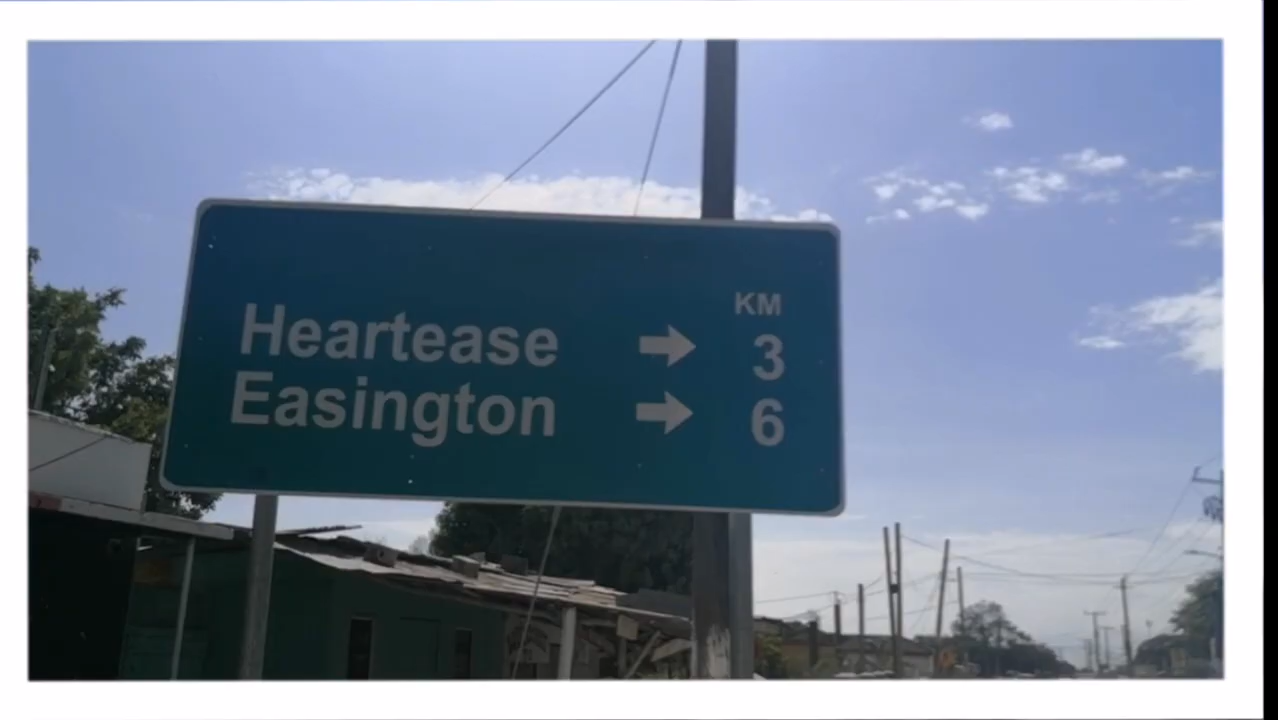 KM
Heartease → 3
Easington → 6